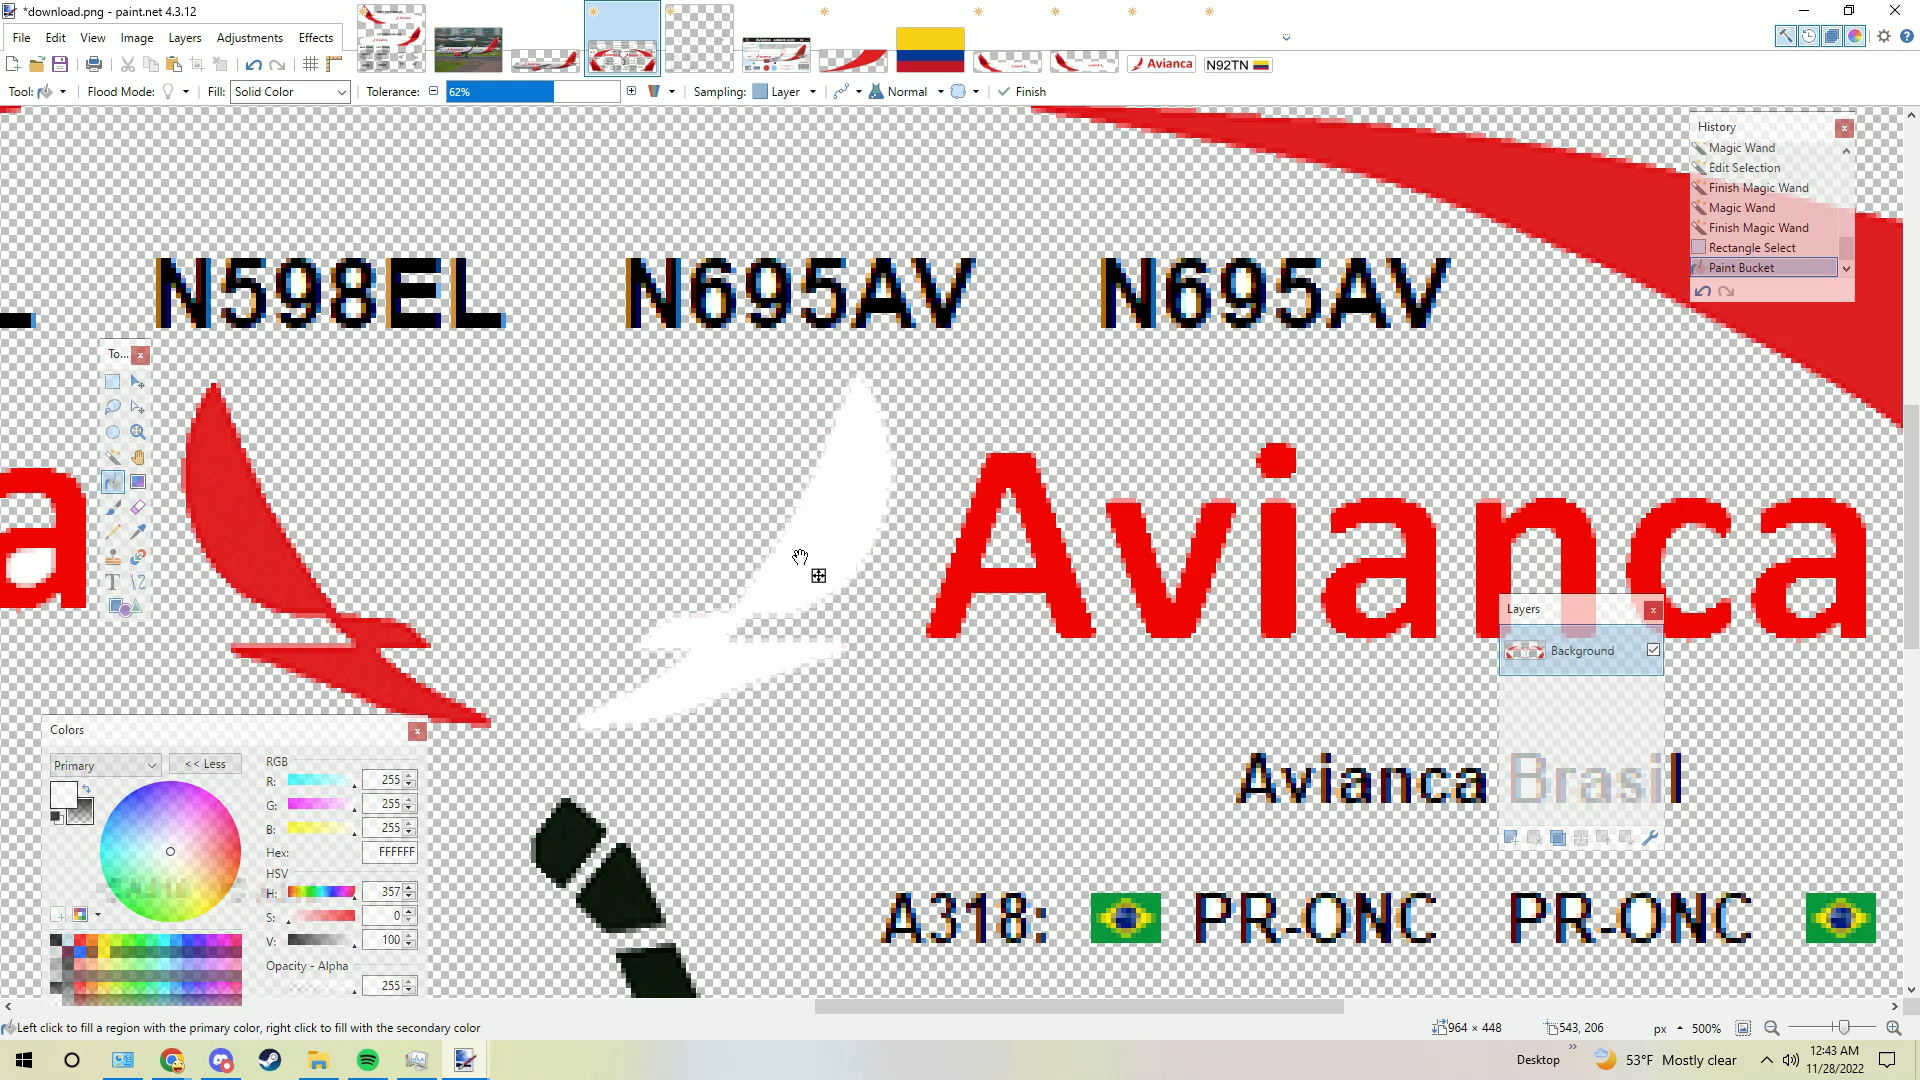 *download.png - paint.net 4.3.12
File Edit View Image Layers Adjustments Effects
Avianca
N92TN
Tool: Flood Mode: Fill: Solid Color Tolerance: 62% Sampling: Layer Normal Finish
History
Magic Wand
Edit Selection
Finish Magic Wand
Magic Wand
Finish Magic Wand
Rectangle Select
Paint Bucket
N598EL N695AV N695AV
To...
a
Avianca
Layers
Background
Colors
Primary << Less
RGB
R: 255
G: 255
B: 255
Hex: FFFFFF
HSV
H: 357
S: 0
V: 100
Opacity - Alpha
255
Avianca Brasil
A318: PR-ONC PR-ONC
Left click to fill a region with the primary color, right click to fill with the secondary color
964 × 448 543, 206 px 500%
Desktop 53°F Mostly clear 12:43 AM
11/28/2022